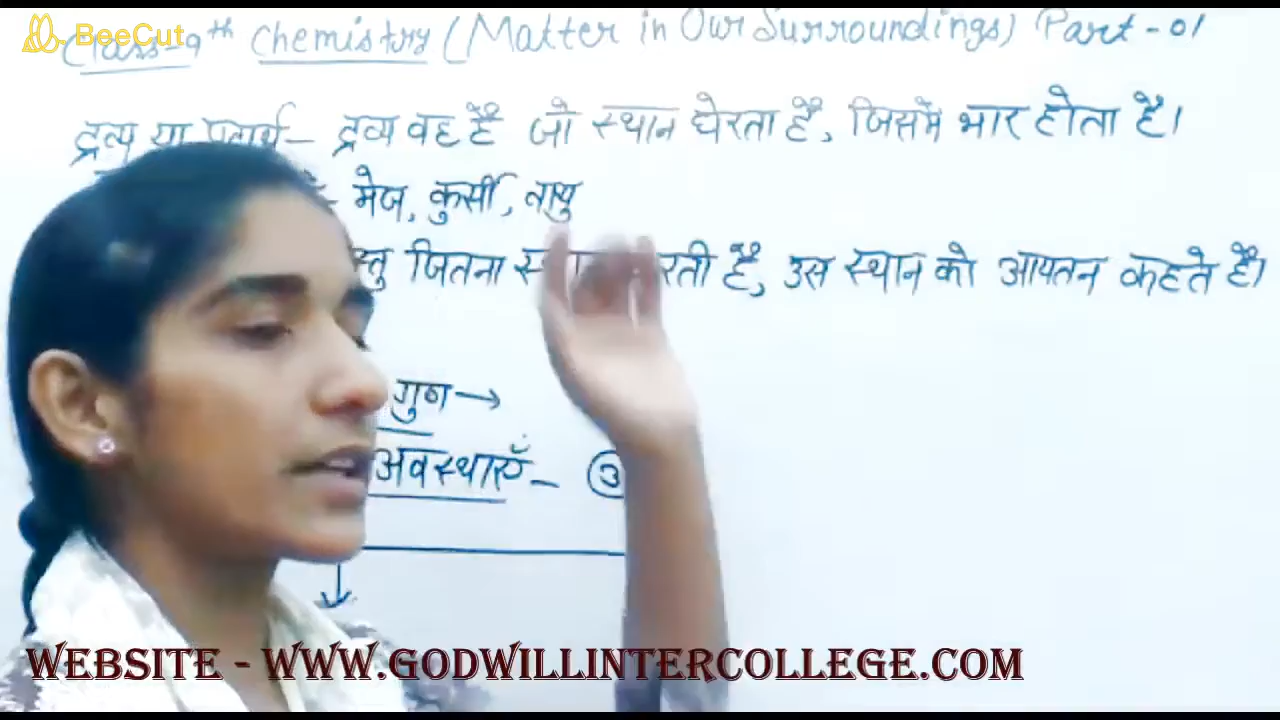 BeeCut
Class-9th Chemistry (Matter in Our Surroundings) Part-01
द्रव्य या पदार्थ- द्रव्य वह है जो स्थान घेरता है, जिसमें भार होता है।
मेज, कुर्सी, वायु
जितना है, उस स्थान को आयतन कहते हैं।
गुण →
अवस्थाएँ- 3
WEBSITE - WWW.GODWILLINTERCOLLEGE.COM